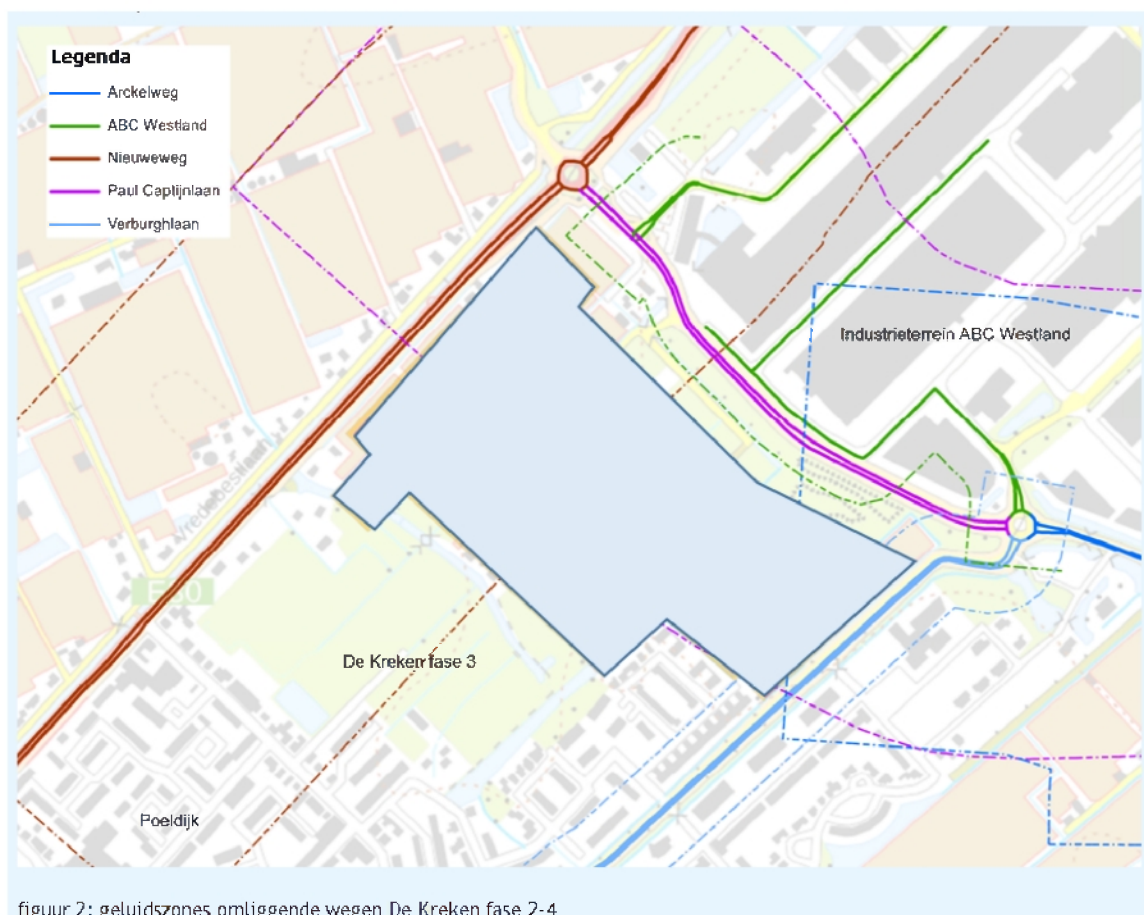 Legenda
Arckelweg
ABC Westland
Nieuweweg
Paul Captijnlaan
Verburghlaan
Industrieterrein ABC Westland
Vredebestlaan
De Kreken fase 3
Poeldijk
figuur 2: geluidszones omliggende wegen De Kreken fase 2-4